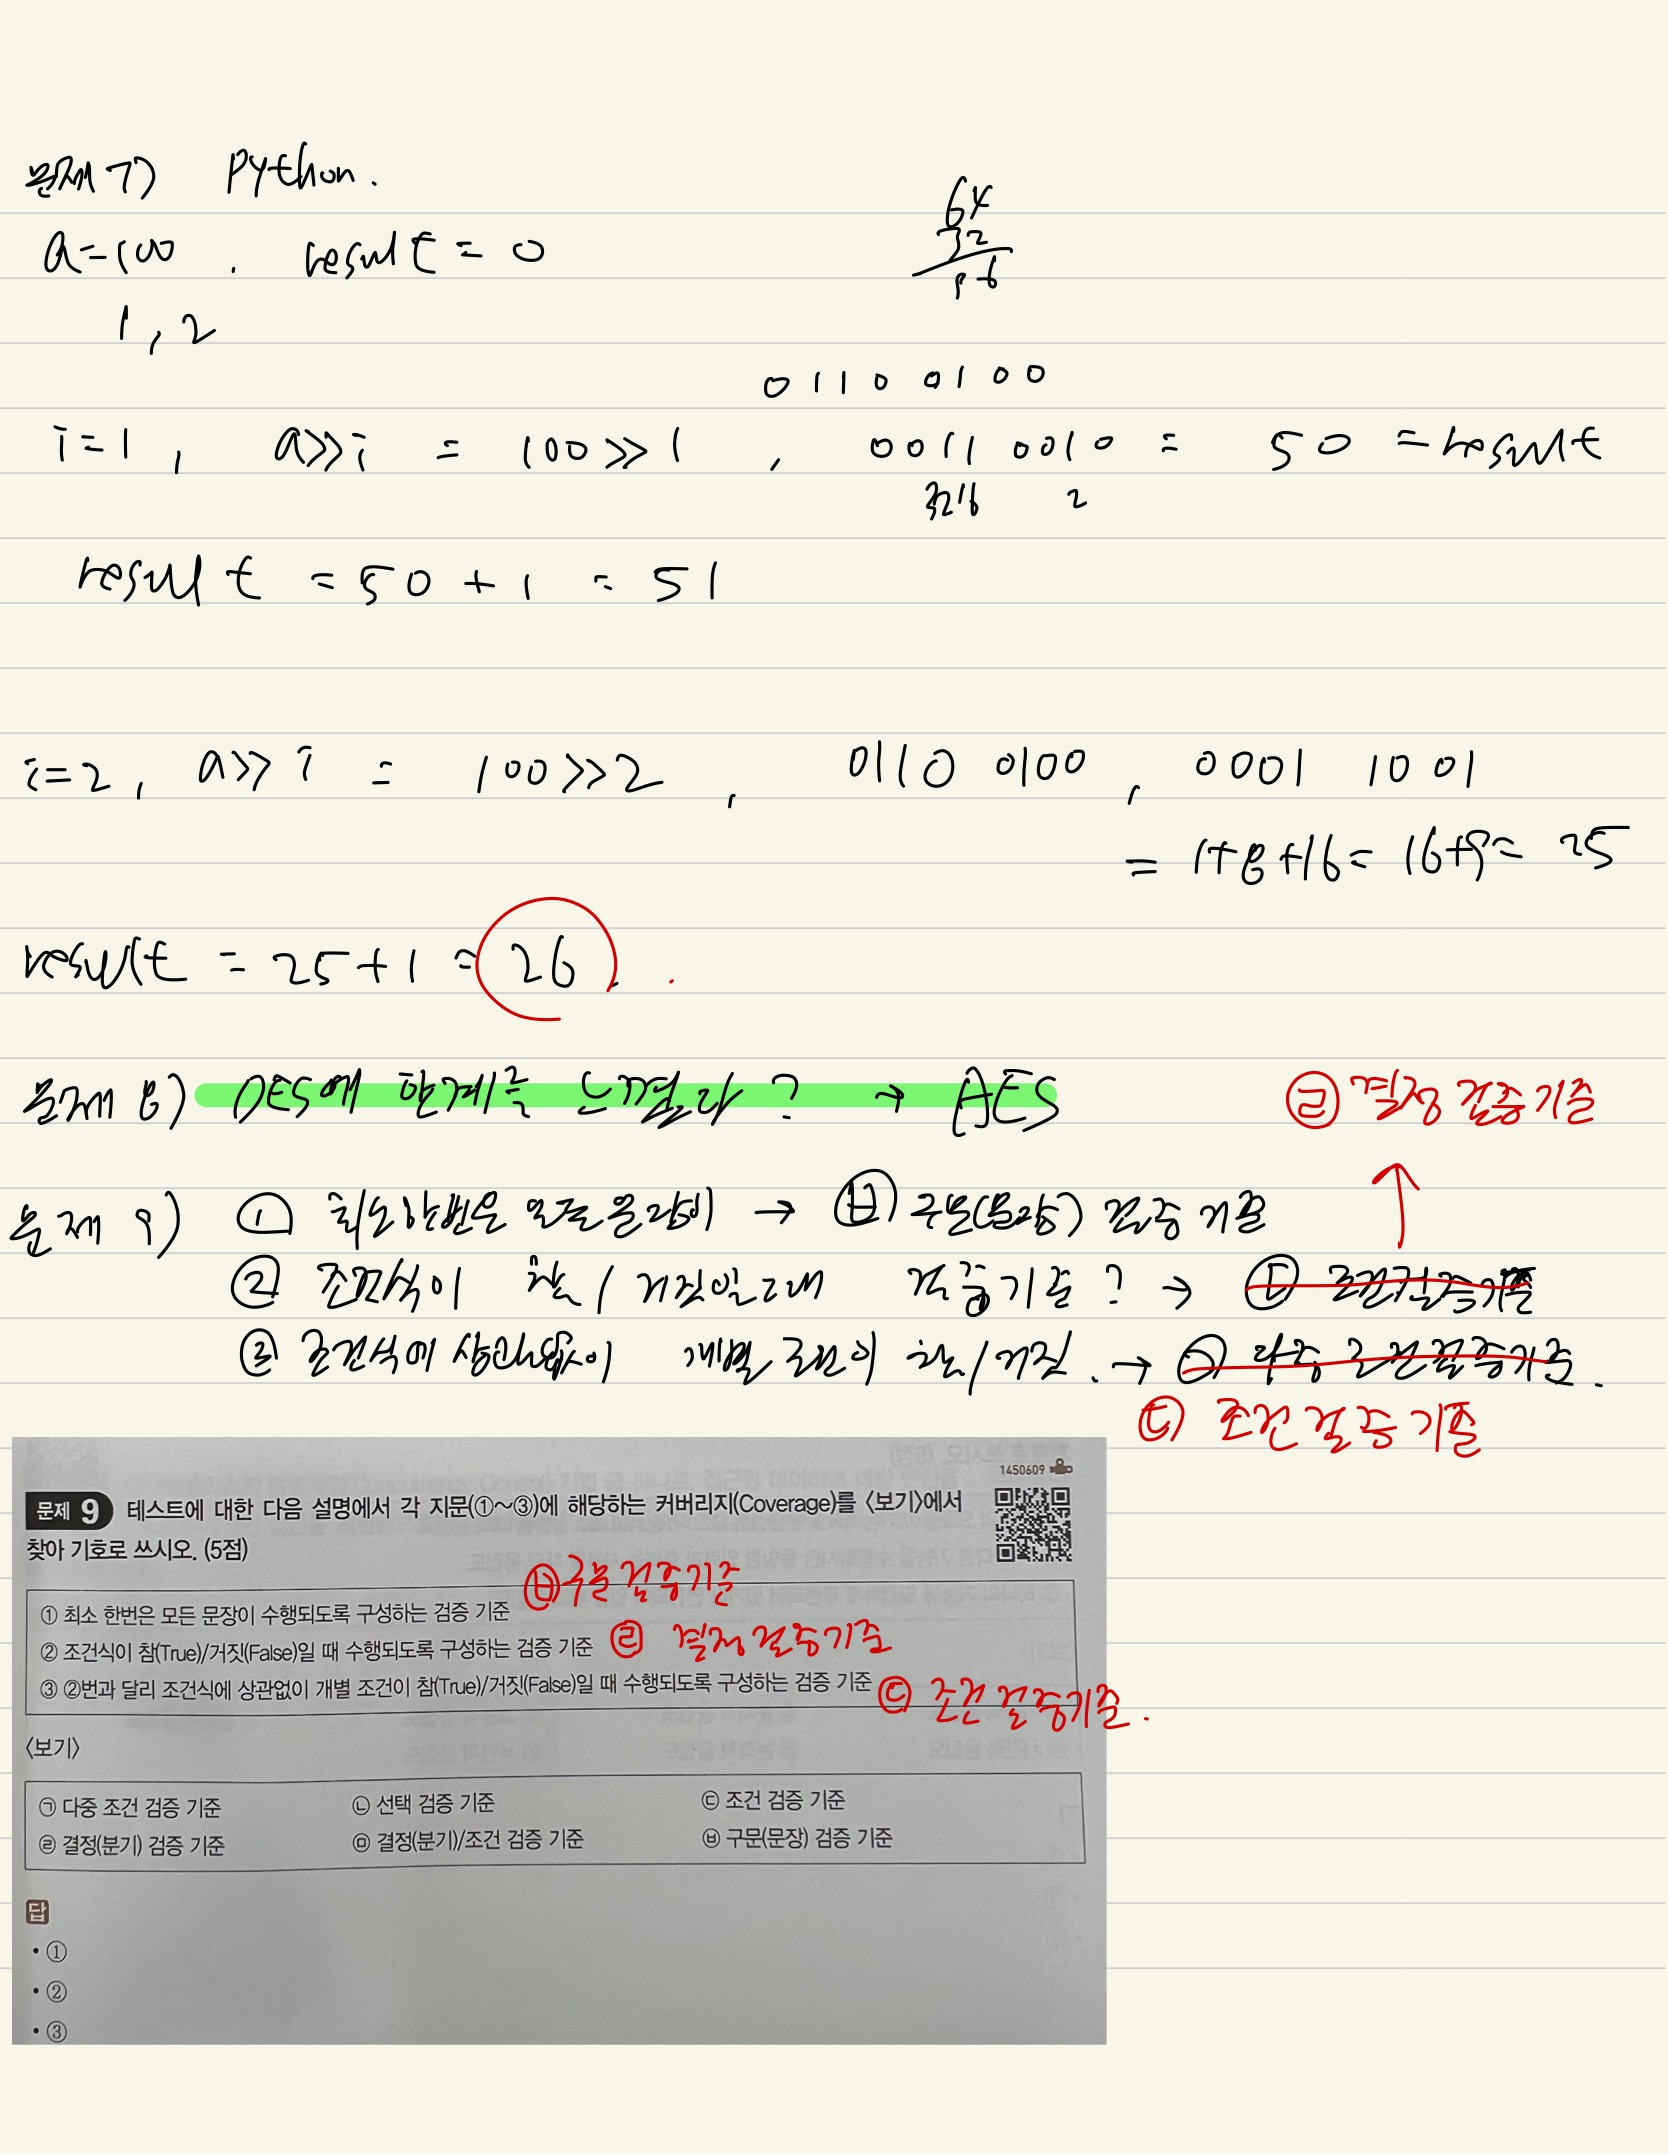 문제 7) Python.
a=100 . result = 0
64
32
96
1, 2
0110 0100
i=1, a>>i = 100>>1, 0011 0010 = 50 =result
32 16 2
result = 50 + 1 = 51
i=2, a>>i = 100>>2, 0110 0100, 0001 1001
= 1+8+16= 16+9= 25
result = 25+1 = 26.
문제 8) DES에 한계를 느꼈다? → AES
㉣ 결정 검증 기준
문제 9) ① 최소 한번은 모든 문장이 → ㉥ 구문(문장) 검증 기준
② 조건식이 참/거짓일 때 검증기준? → ㉢ 조건검증기준
③ 조건식에 상관없이 개별 조건이 참/거짓. → ㉠ 다중 조건검증기준.
㉢ 조건 검증 기준
1450609
문제 9 테스트에 대한 다음 설명에서 각 지문(①~③)에 해당하는 커버리지(Coverage)를 <보기>에서
찾아 기호로 쓰시오. (5점)
㉥ 구문 검증기준
① 최소 한번은 모든 문장이 수행되도록 구성하는 검증 기준
② 조건식이 참(True)/거짓(False)일 때 수행되도록 구성하는 검증 기준 ㉣ 결정검증기준
③ ②번과 달리 조건식에 상관없이 개별 조건이 참(True)/거짓(False)일 때 수행되도록 구성하는 검증 기준 ㉢ 조건 검증기준.
<보기>
㉠ 다중 조건 검증 기준 ㉡ 선택 검증 기준 ㉢ 조건 검증 기준
㉣ 결정(분기) 검증 기준 ㉤ 결정(분기)/조건 검증 기준 ㉥ 구문(문장) 검증 기준
답
• ①
• ②
• ③